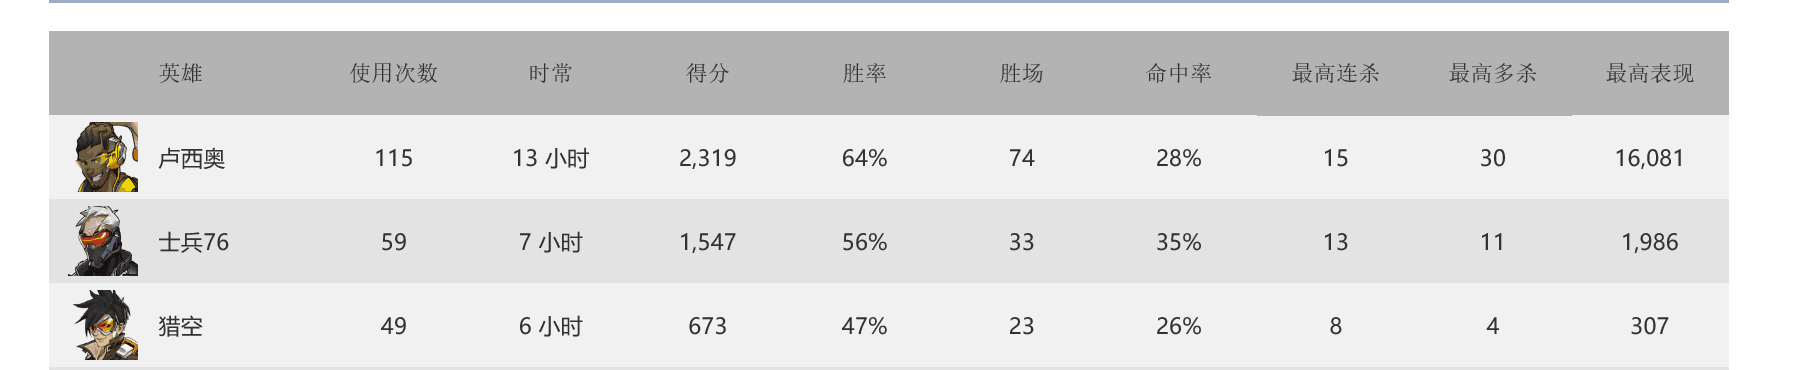 英雄 使用次数 时常 得分 胜率 胜场 命中率 最高连杀 最高多杀 最高表现
卢西奥 115 13 小时 2,319 64% 74 28% 15 30 16,081
士兵76 59 7 小时 1,547 56% 33 35% 13 11 1,986
猎空 49 6 小时 673 47% 23 26% 8 4 307